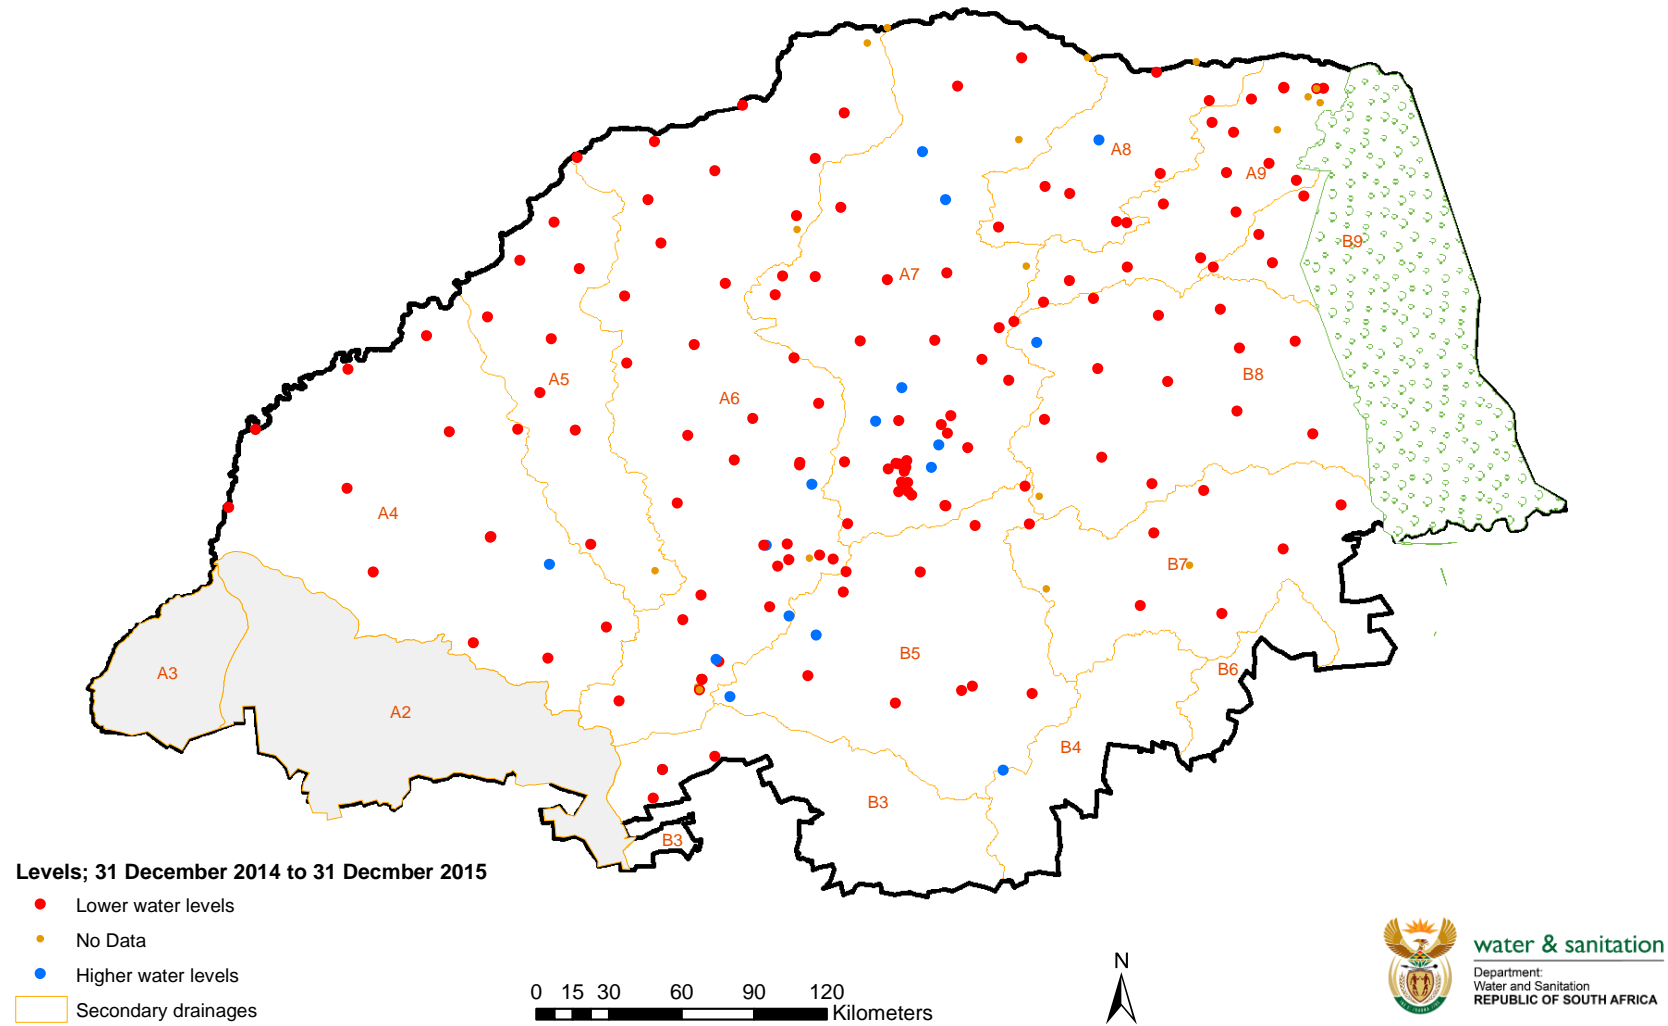 A8
A9
B9
A7
A5
B8
A6
A4
B7
B5
B6
A3
A2
B4
B3
B3
Levels; 31 December 2014 to 31 Decmber 2015
Lower water levels
No Data
Higher water levels
Secondary drainages
0 15 30 60 90 120
Kilometers
N
water & sanitation
Department:
Water and Sanitation
REPUBLIC OF SOUTH AFRICA